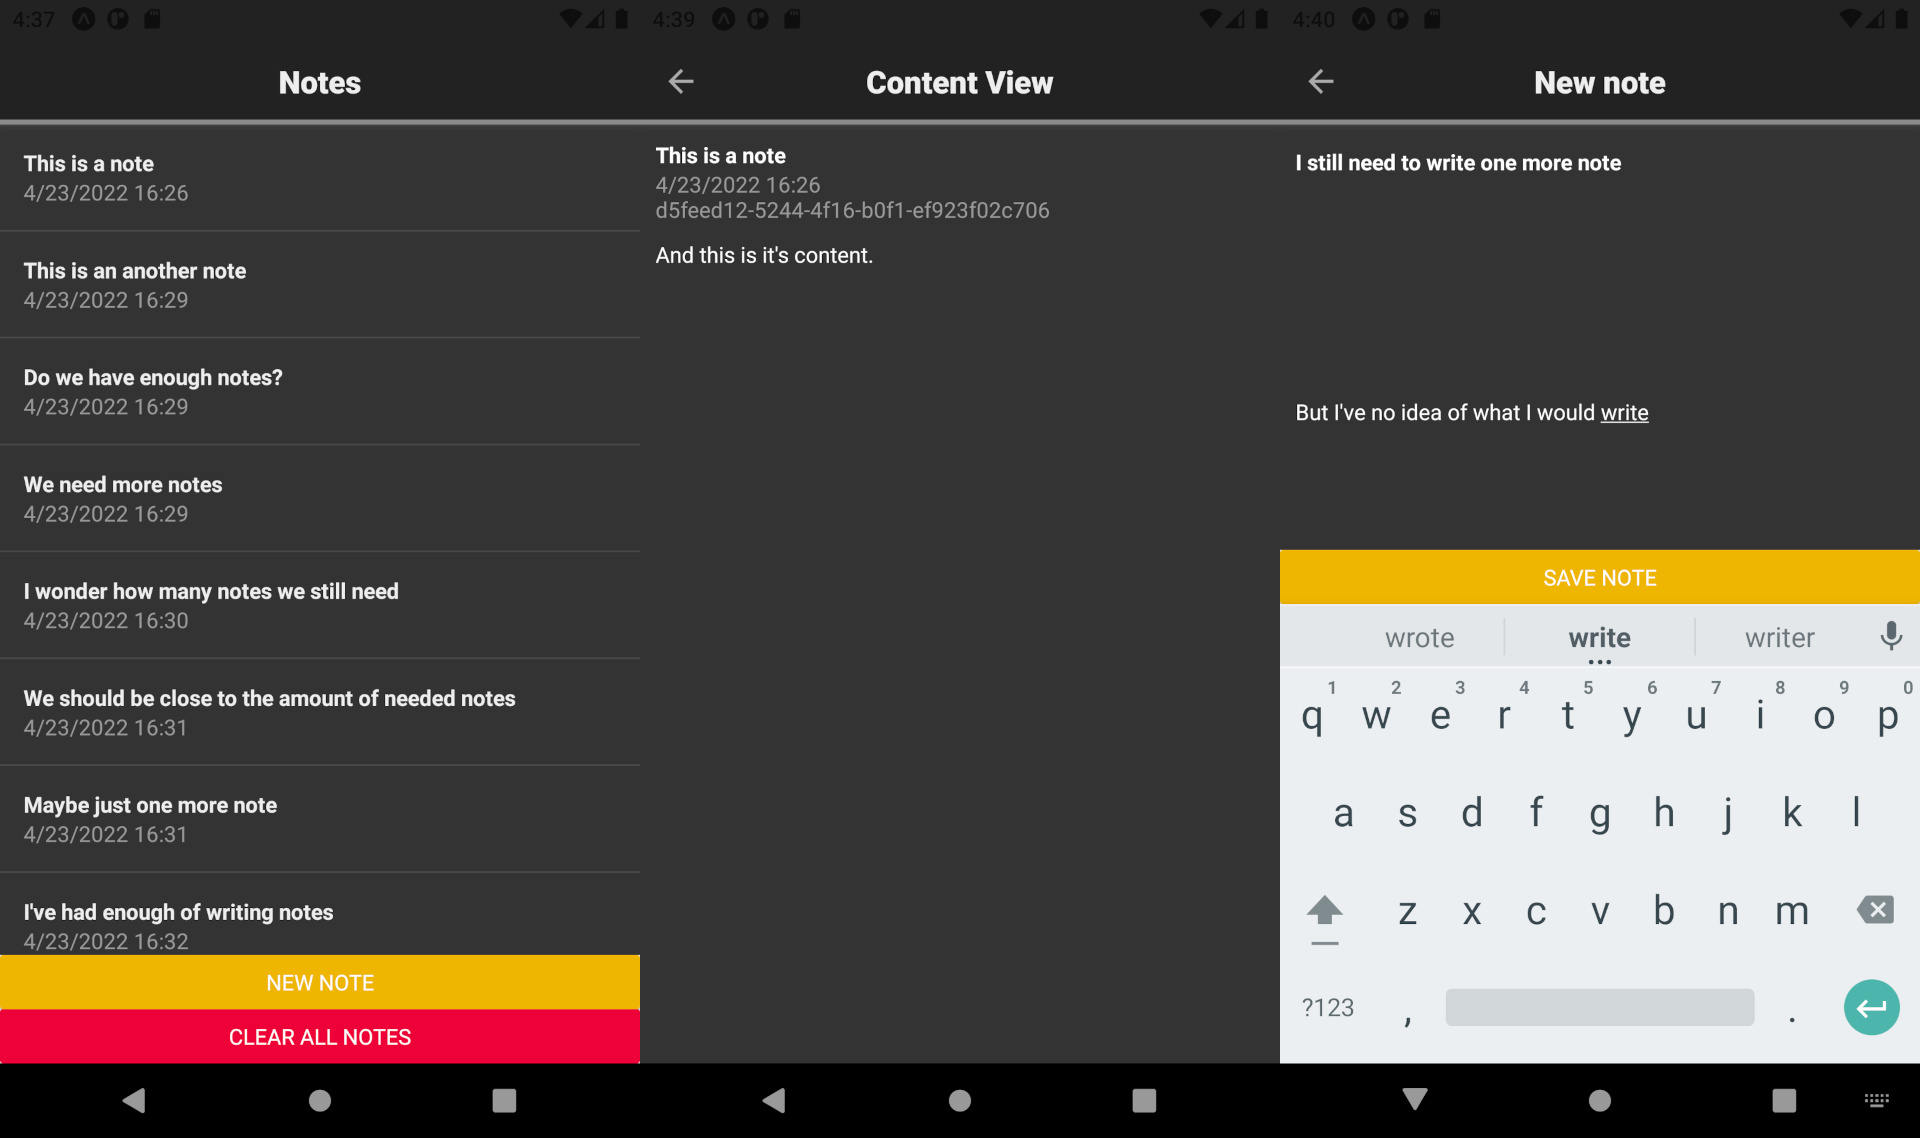 4:37
Notes
This is a note
4/23/2022 16:26
This is an another note
4/23/2022 16:29
Do we have enough notes?
4/23/2022 16:29
We need more notes
4/23/2022 16:29
I wonder how many notes we still need
4/23/2022 16:30
We should be close to the amount of needed notes
4/23/2022 16:31
Maybe just one more note
4/23/2022 16:31
I've had enough of writing notes
4/23/2022 16:32
NEW NOTE
CLEAR ALL NOTES
4:39
Content View
This is a note
4/23/2022 16:26
d5feed12-5244-4f16-b0f1-ef923f02c706
And this is it's content.
4:40
New note
I still need to write one more note
But I've no idea of what I would write
SAVE NOTE
wrote write writer
1 2 3 4 5 6 7 8 9 0
q w e r t y u i o p
a s d f g h j k l
z x c v b n m
?123 , .